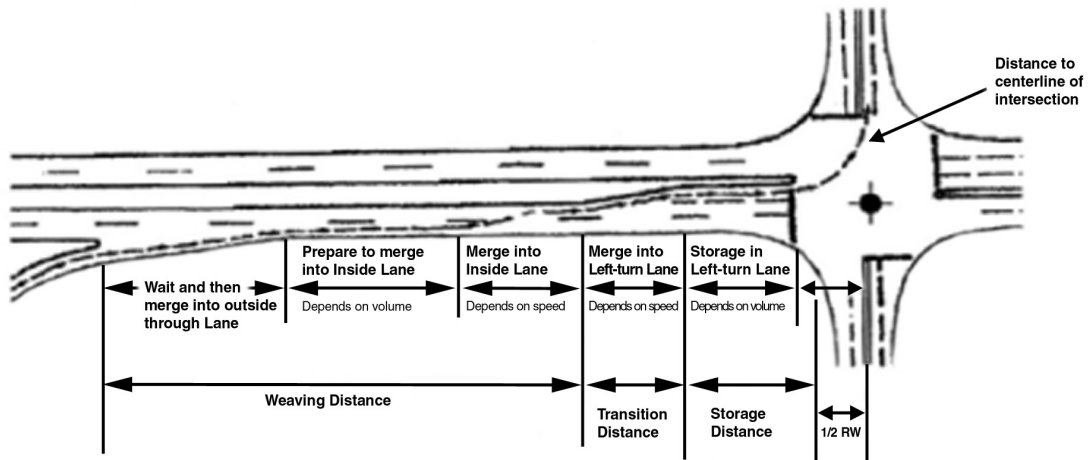 Distance to
centerline of
intersection
Prepare to merge
into Inside Lane
Merge into
Inside Lane
Merge into
Left-turn Lane
Storage in
Left-turn Lane
Wait and then
merge into outside
through Lane
Depends on volume
Depends on speed
Depends on speed
Depends on volume
Weaving Distance
Transition
Distance
Storage
Distance
1/2 RW